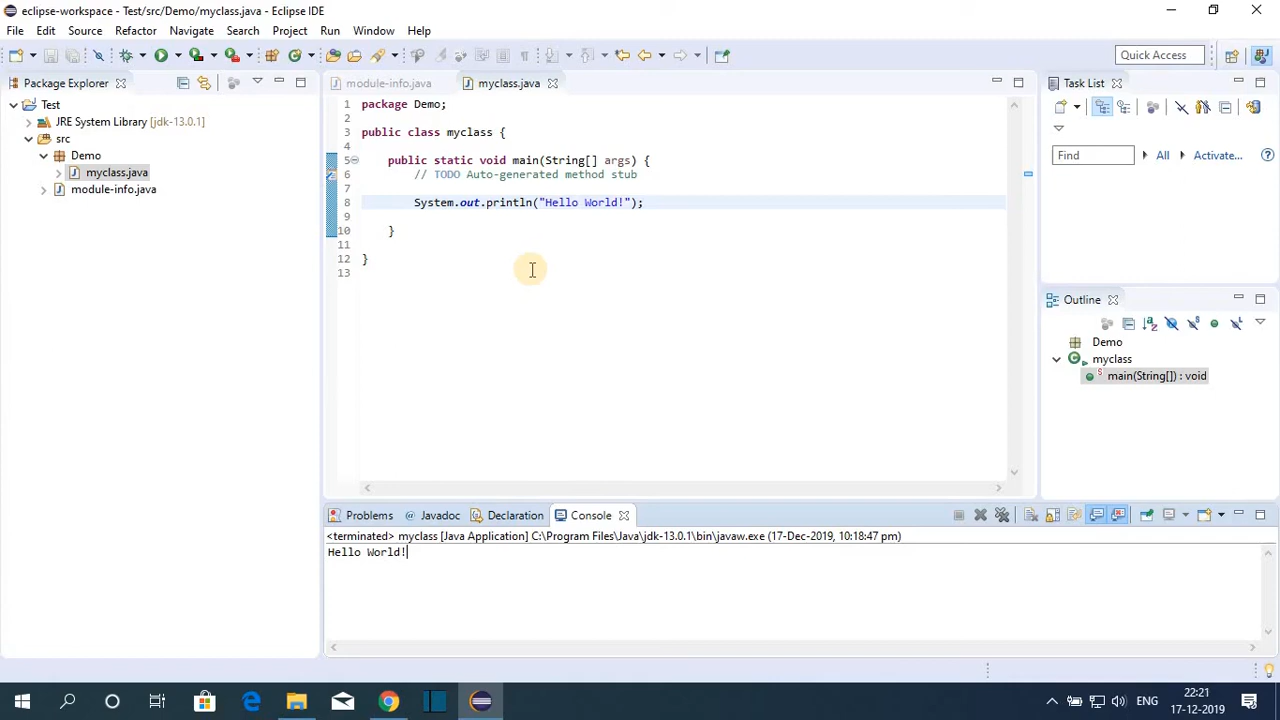 eclipse-workspace - Test/src/Demo/myclass.java - Eclipse IDE
File Edit Source Refactor Navigate Search Project Run Window Help
Quick Access
Package Explorer
Test
JRE System Library [jdk-13.0.1]
src
Demo
myclass.java
module-info.java
module-info.java
myclass.java
1 package Demo;
2
3 public class myclass {
4
5 public static void main(String[] args) {
6 // TODO Auto-generated method stub
7
8 System.out.println("Hello World!");
9
10 }
11
12 }
13
Task List
Find
All
Activate...
Outline
Demo
myclass
main(String[]) : void
Problems
Javadoc
Declaration
Console
<terminated> myclass [Java Application] C:\Program Files\Java\jdk-13.0.1\bin\javaw.exe (17-Dec-2019, 10:18:47 pm)
Hello World!
ENG
22:21
17-12-2019